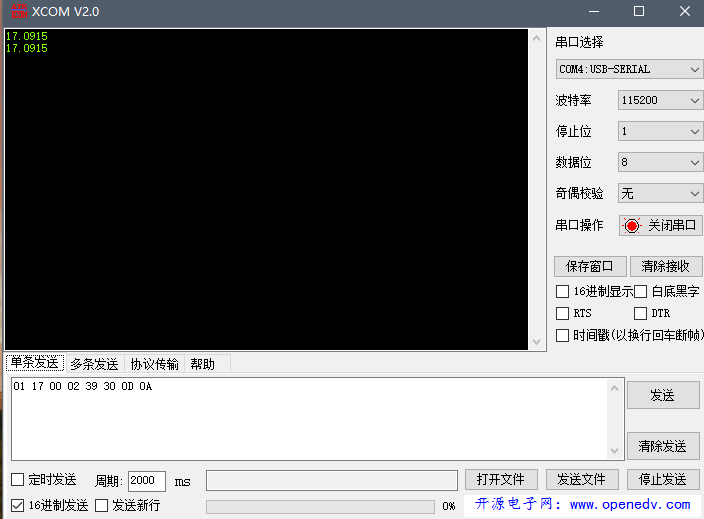 XCOM V2.0
17.0915
17.0915
串口选择
COM4:USB-SERIAL
波特率 115200
停止位 1
数据位 8
奇偶校验 无
串口操作 关闭串口
保存窗口 清除接收
16进制显示 白底黑字
RTS DTR
时间戳(以换行回车断帧)
单条发送 多条发送 协议传输 帮助
01 17 00 02 39 30 0D 0A
发送
清除发送
定时发送 周期: 2000 ms 打开文件 发送文件 停止发送
16进制发送 发送新行 0% 开源电子网: www.openedv.com